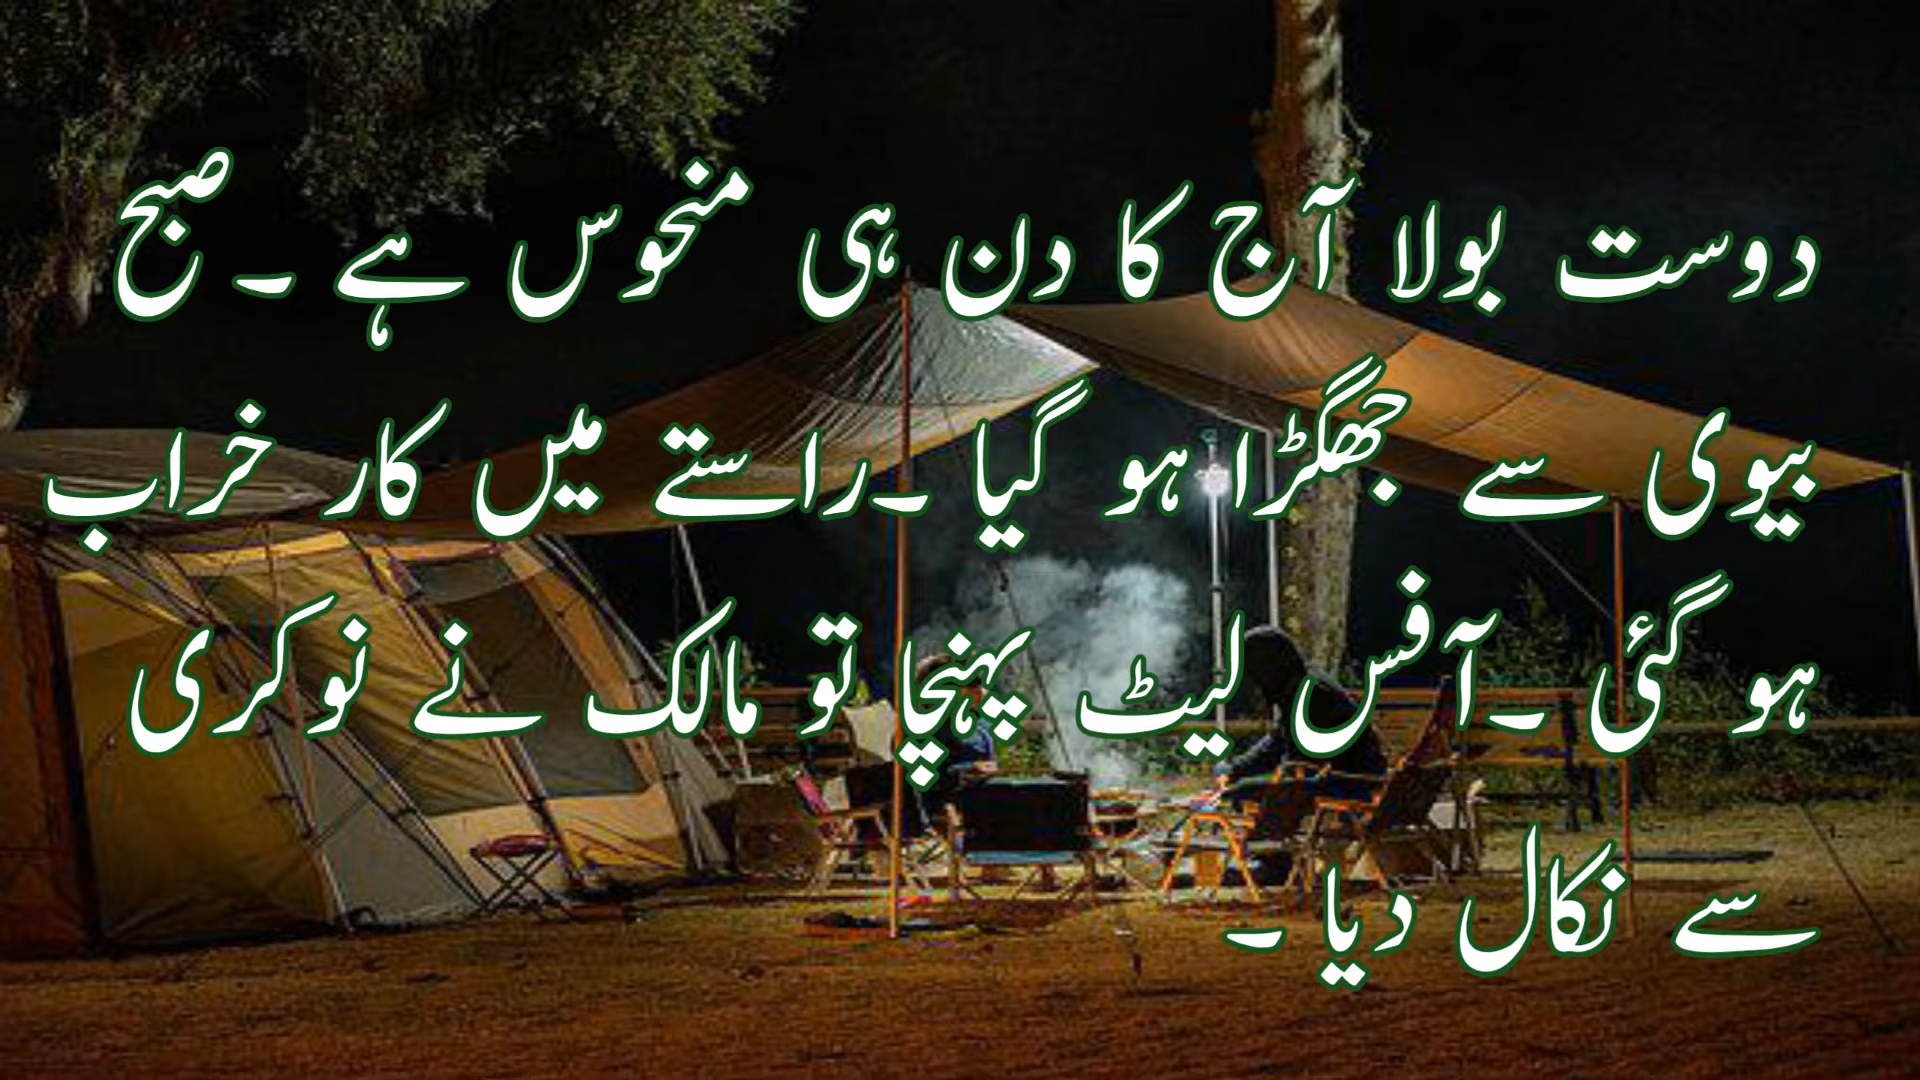 دوست بولا آج کا دن ہی منحوس ہے ۔صبح
بیوی سے جھگڑا ہو گیا ۔راستے میں کار خراب
ہو گئی ۔آفس لیٹ پہنچا تو مالک نے نوکری
سے نکال دیا ۔